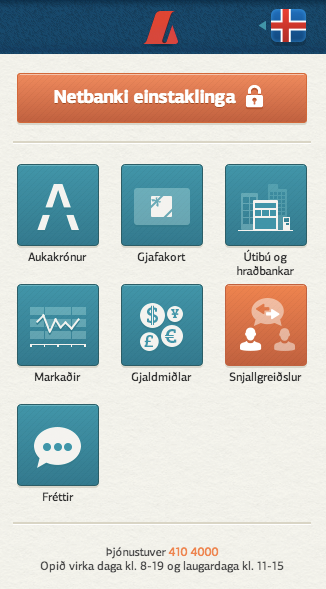 Netbanki einstaklinga
Aukakrónur
Gjafakort
Útibú og
hraðbankar
Markaðir
Gjaldmiðlar
Snjallgreiðslur
Fréttir
Þjónustuver 410 4000
Opið virka daga kl. 8-19 og laugardaga kl. 11-15